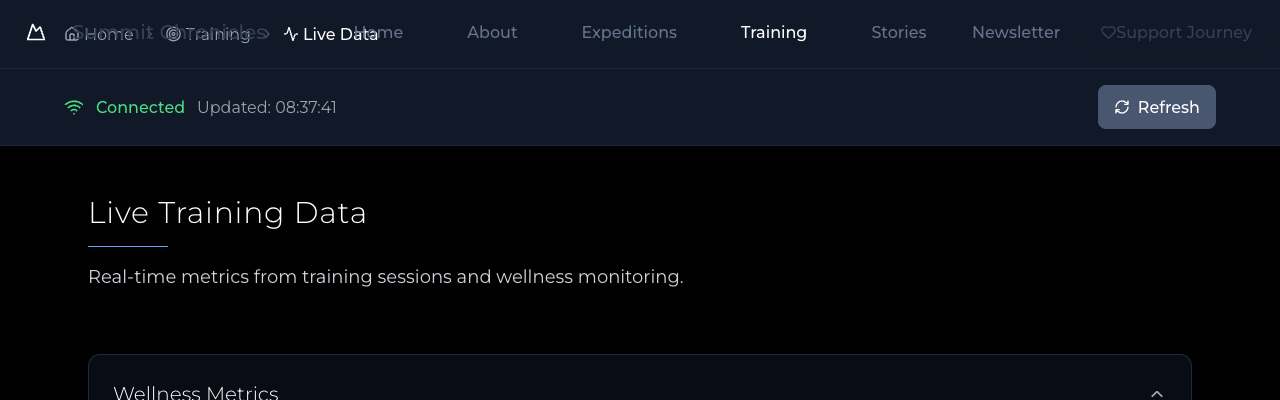 Summit Chronicles
Home Training Live Data
Home About Expeditions Training Stories Newsletter Support Journey
Connected Updated: 08:37:41 Refresh
Live Training Data
Real-time metrics from training sessions and wellness monitoring.
Wellness Metrics